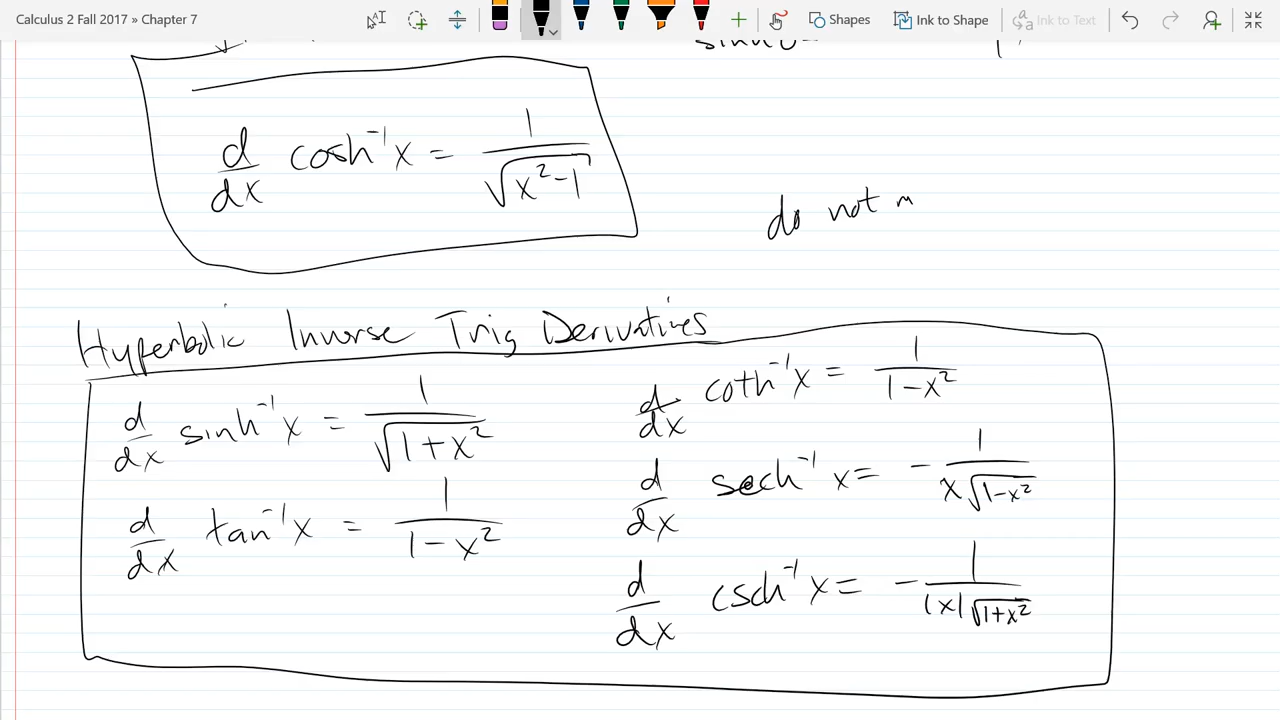 Calculus 2 Fall 2017 » Chapter 7
Shapes
Ink to Shape
Ink to Text
d/dx cosh⁻¹x = 1/√(x²-1)
do not
Hyperbolic Inverse Trig Derivatives
d/dx sinh⁻¹x = 1/√(1+x²)
d/dx tan⁻¹x = 1/(1-x²)
d/dx coth⁻¹x = 1/(1-x²)
d/dx sech⁻¹x = -1/(x√(1-x²))
d/dx csch⁻¹x = -1/(|x|√(1+x²))